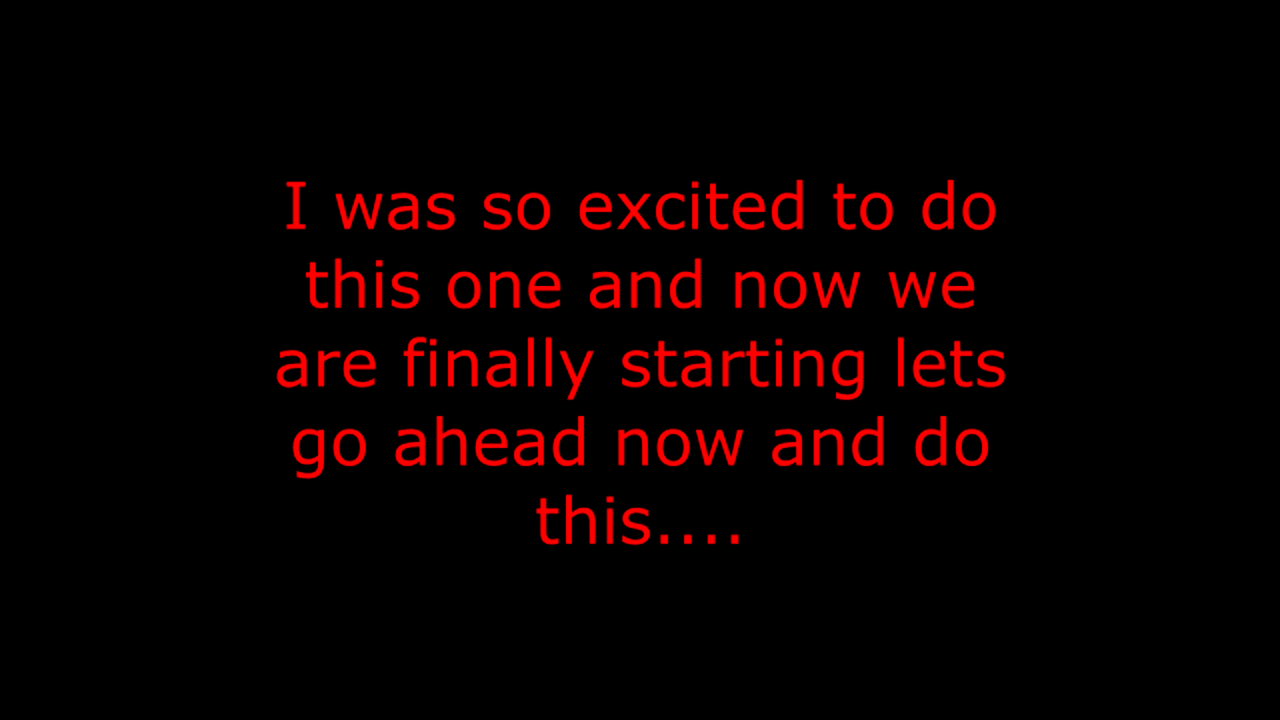 I was so excited to do
this one and now we
are finally starting lets
go ahead now and do
this....